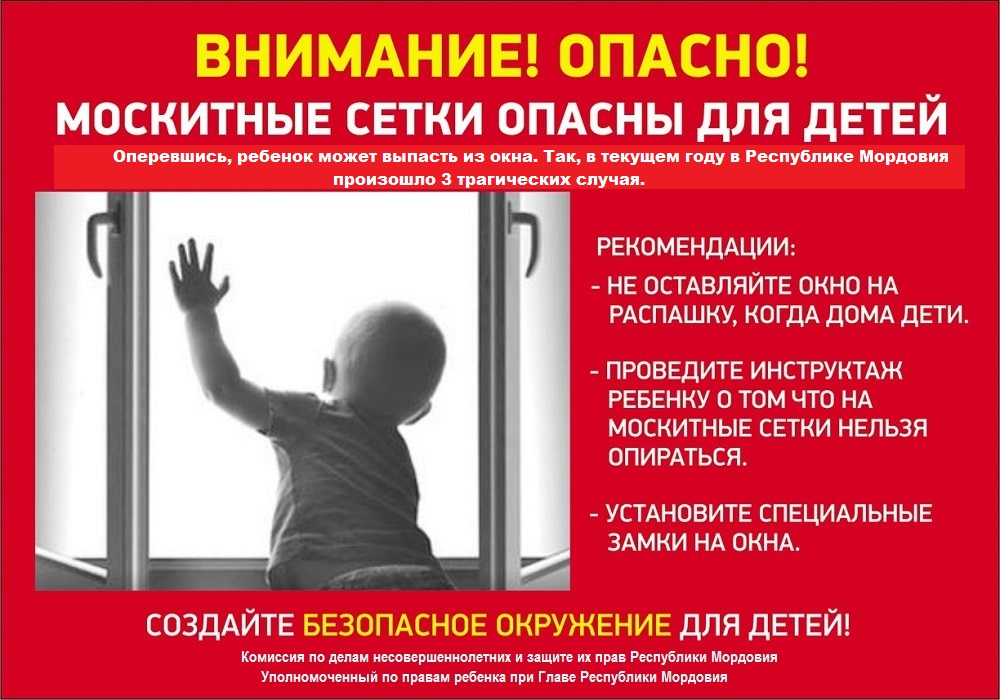 ВНИМАНИЕ! ОПАСНО!
МОСКИТНЫЕ СЕТКИ ОПАСНЫ ДЛЯ ДЕТЕЙ
Оперевшись, ребенок может выпасть из окна. Так, в текущем году в Республике Мордовия
произошло 3 трагических случая.
РЕКОМЕНДАЦИИ:
- НЕ ОСТАВЛЯЙТЕ ОКНО НА
РАСПАШКУ, КОГДА ДОМА ДЕТИ.
- ПРОВЕДИТЕ ИНСТРУКТАЖ
РЕБЕНКУ О ТОМ ЧТО НА
МОСКИТНЫЕ СЕТКИ НЕЛЬЗЯ
ОПИРАТЬСЯ.
- УСТАНОВИТЕ СПЕЦИАЛЬНЫЕ
ЗАМКИ НА ОКНА.
СОЗДАЙТЕ БЕЗОПАСНОЕ ОКРУЖЕНИЕ ДЛЯ ДЕТЕЙ!
Комиссия по делам несовершеннолетних и защите их прав Республики Мордовия
Уполномоченный по правам ребенка при Главе Республики Мордовия